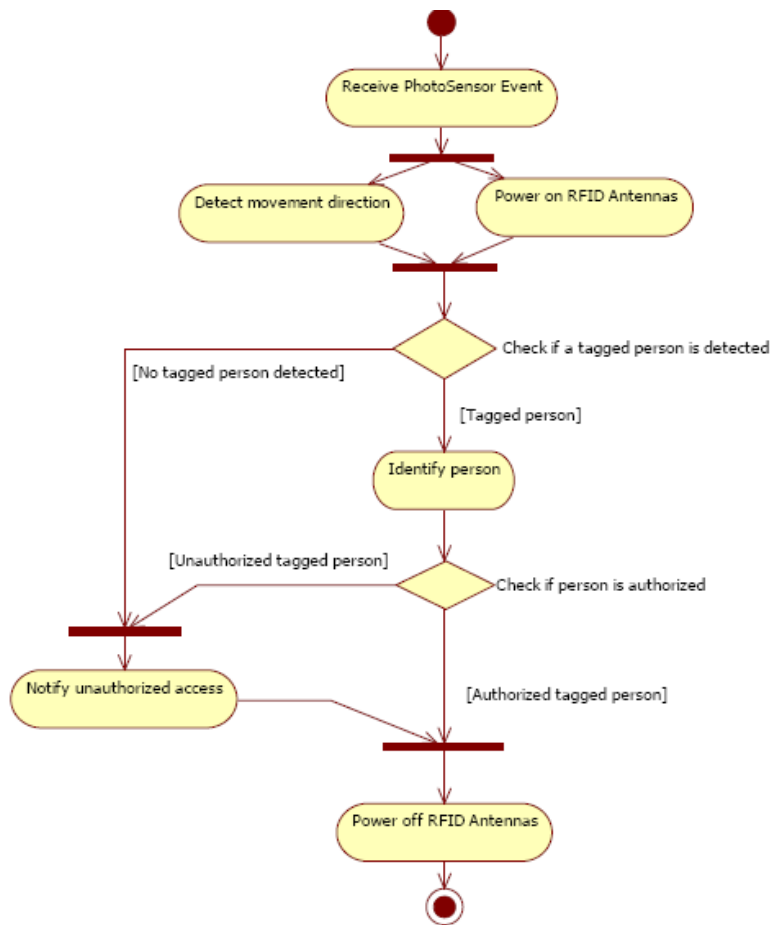 Receive PhotoSensor Event
Detect movement direction
Power on RFID Antennas
Check if a tagged person is detected
[No tagged person detected]
[Tagged person]
Identify person
[Unauthorized tagged person]
Check if person is authorized
Notify unauthorized access
[Authorized tagged person]
Power off RFID Antennas